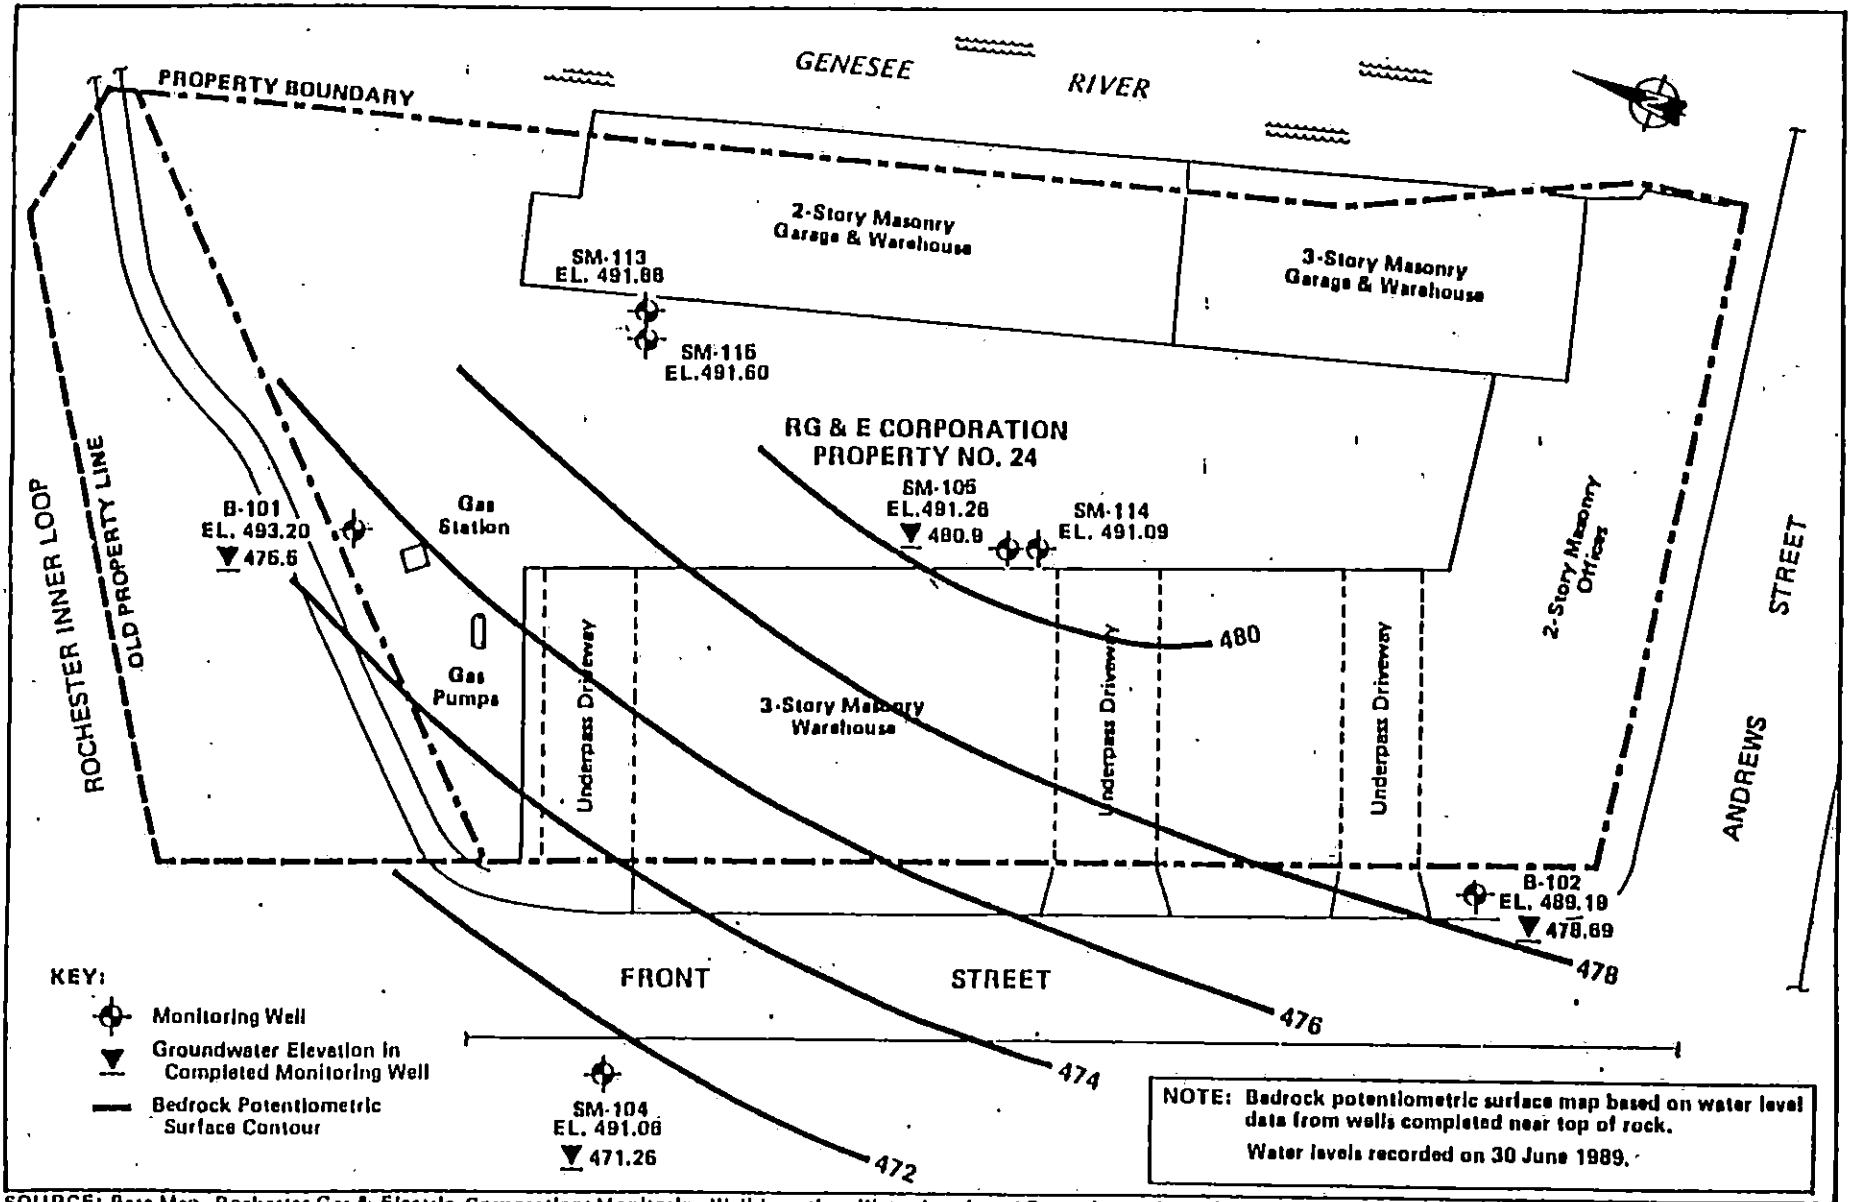 GENESEE
RIVER
PROPERTY BOUNDARY
N
2-Story Masonry
Garage & Warehouse
3-Story Masonry
Garage & Warehouse
SM-113
EL. 491.88
SM-116
EL. 491.60
RG & E CORPORATION
PROPERTY NO. 24
ROCHESTER INNER LOOP
OLD PROPERTY LINE
B-101
EL. 493.20
476.6
Gas
Station
SM-105
EL. 491.26
480.9
SM-114
EL. 491.09
2-Story Masonry
Offices
ANDREWS STREET
Gas
Pumps
Underpass Driveway
3-Story Masonry
Warehouse
Underpass Driveway
Underpass Driveway
480
B-102
EL. 489.19
478.69
478
476
474
472
FRONT STREET
KEY:
Monitoring Well
Groundwater Elevation in
Completed Monitoring Well
Bedrock Potentiometric
Surface Contour
SM-104
EL. 491.06
471.26
NOTE: Bedrock potentiometric surface map based on water level
data from wells completed near top of rock.
Water levels recorded on 30 June 1989.